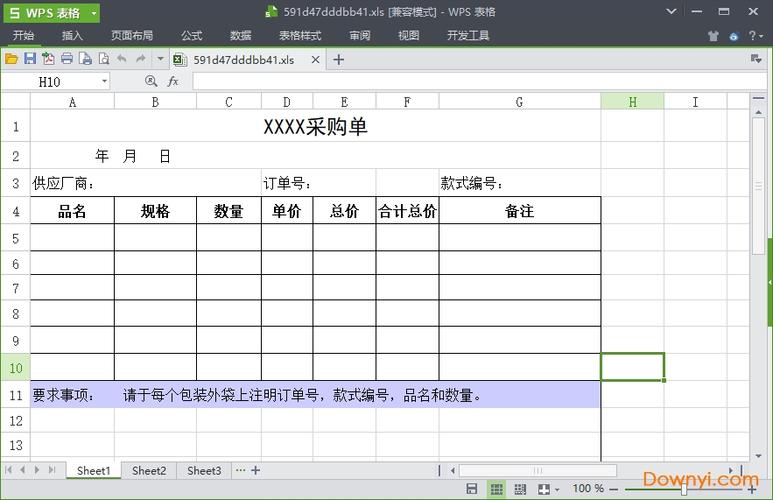 S WPS 表格
591d47dddbb41.xls [兼容模式] - WPS 表格
开始 插入 页面布局 公式 数据 表格样式 审阅 视图 开发工具
591d47dddbb41.xls
H10 fx
A B C D E F G H I
1 XXXX采购单
2 年 月 日
3 供应厂商: 订单号: 款式编号:
4 品名 规格 数量 单价 总价 合计总价 备注
5
6
7
8
9
10
11 要求事项: 请于每个包装外袋上注明订单号，款式编号，品名和数量。
12
13
Sheet1 Sheet2 Sheet3 ··· +
100 %
Downyi.com